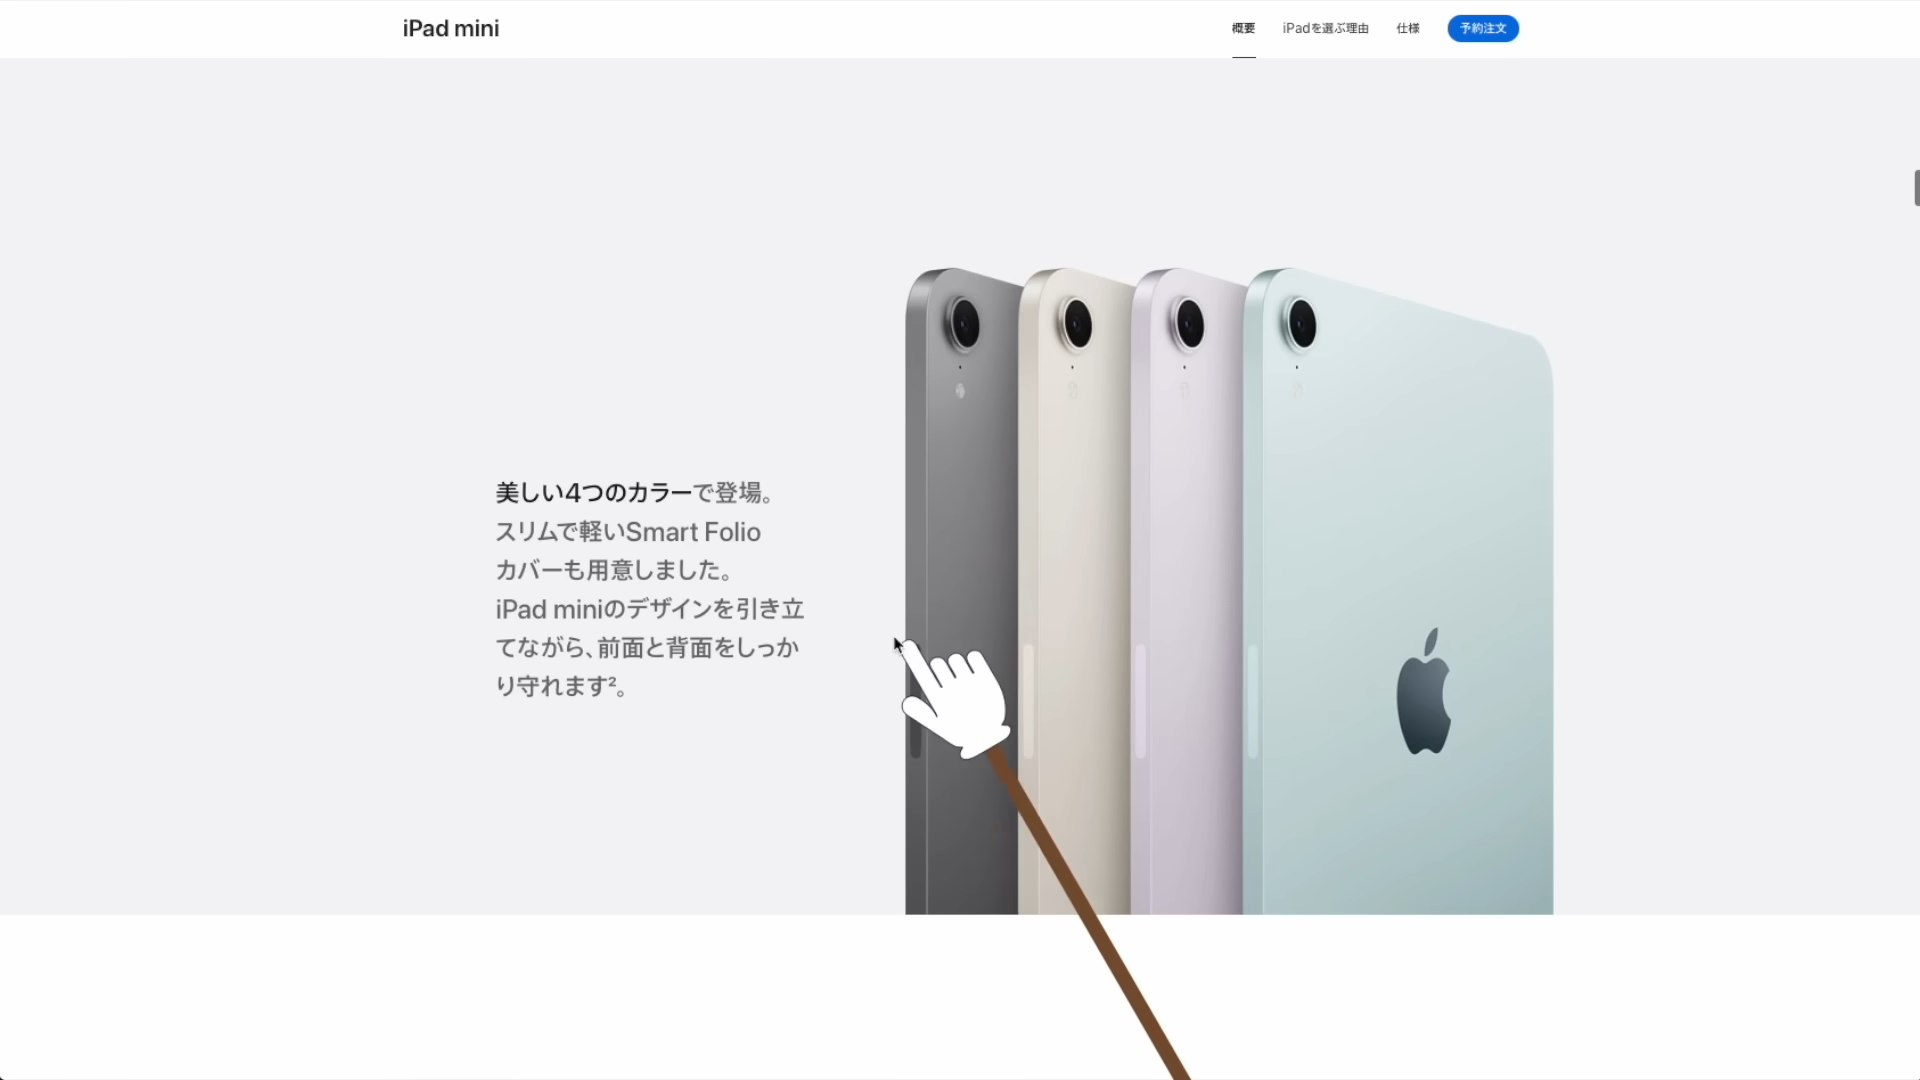 iPad mini
概要
iPadを選ぶ理由
仕様
予約注文
美しい4つのカラーで登場。
スリムで軽いSmart Folio
カバーも用意しました。
iPad miniのデザインを引き立
てながら、前面と背面をしっか
り守れます²。